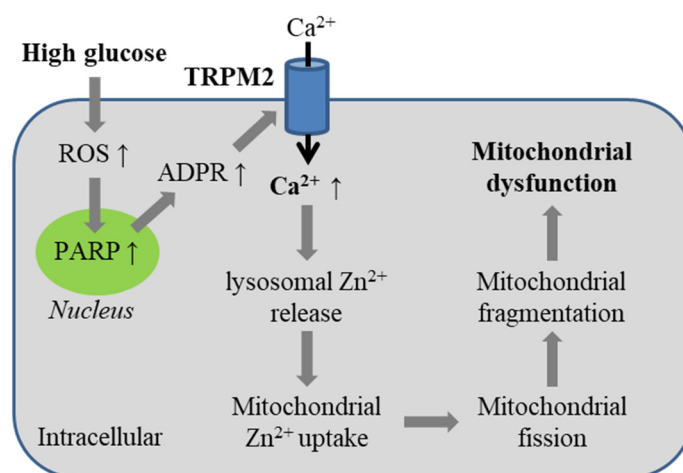 Ca²⁺
High glucose
TRPM2
ROS ↑
ADPR ↑
Ca²⁺ ↑
PARP ↑
Nucleus
lysosomal Zn²⁺
release
Mitochondrial
Zn²⁺ uptake
Mitochondrial
fission
Mitochondrial
fragmentation
Mitochondrial
dysfunction
Intracellular